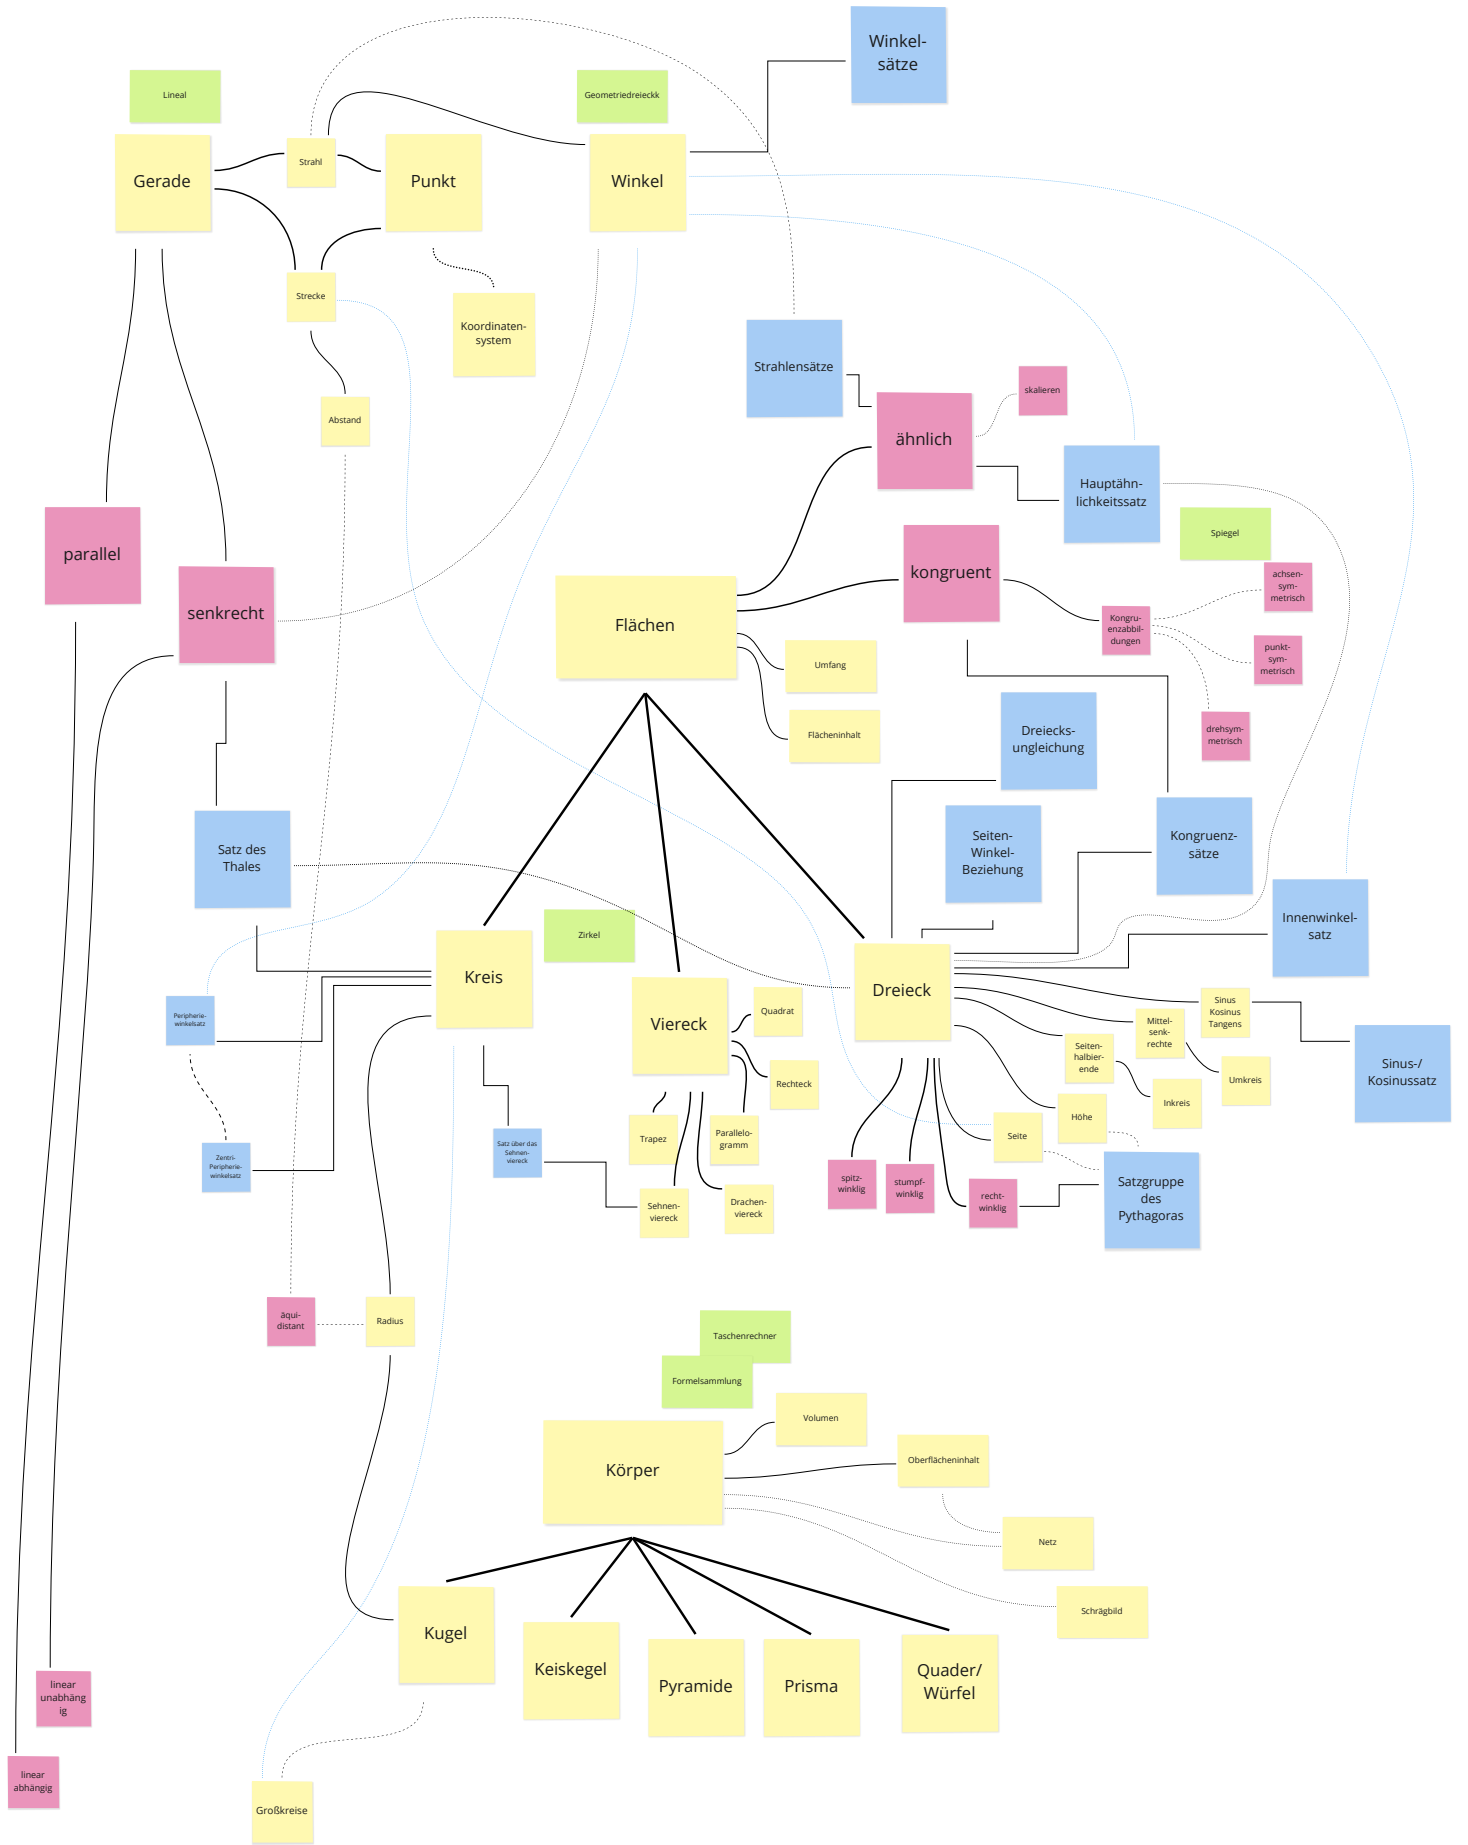 Winkel-
sätze
Lineal
Geometriedreieckk
Gerade
Strahl
Punkt
Winkel
Strecke
Koordinaten-
system
Strahlensätze
skalieren
Abstand
ähnlich
Hauptähn-
lichkeitssatz
parallel
senkrecht
kongruent
Spiegel
achsen-
sym-
metrisch
Flächen
Kongru-
enzabbil-
dungen
punkt-
sym-
metrisch
Umfang
Flächeninhalt
drehsym-
metrisch
Dreiecks-
ungleichung
Satz des
Thales
Seiten-
Winkel-
Beziehung
Kongruenz-
sätze
Innenwinkel-
satz
Zirkel
Kreis
Viereck
Dreieck
Quadrat
Sinus
Kosinus
Tangens
Peripherie-
winkelsatz
Mittel-
senk-
rechte
Seiten-
halbier-
ende
Sinus-/
Kosinussatz
Rechteck
Umkreis
Inkreis
Höhe
Trapez
Parallelo-
gramm
Seite
Zentri-
Peripherie-
winkelsatz
Satz über das
Sehnen-
viereck
spitz-
winklig
stumpf-
winklig
recht-
winklig
Satzgruppe
des
Pythagoras
Sehnen-
viereck
Drachen-
viereck
äqui-
distant
Radius
Taschenrechner
Formelsammlung
Volumen
Körper
Oberflächeninhalt
Netz
Schrägbild
Kugel
Keiskegel
Pyramide
Prisma
Quader/
Würfel
linear
unabhäng
ig
linear
abhängig
Großkreise